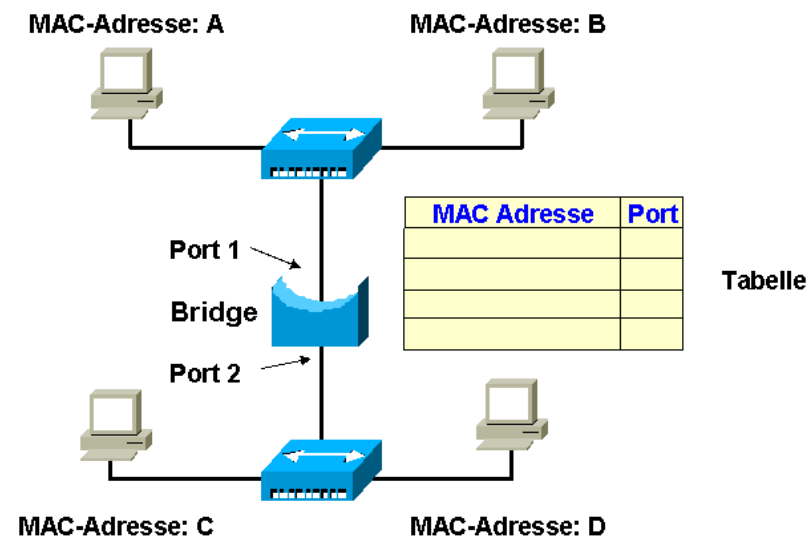 MAC-Adresse: A
MAC-Adresse: B
MAC Adresse
Port
Port 1
Tabelle
Bridge
Port 2
MAC-Adresse: C
MAC-Adresse: D